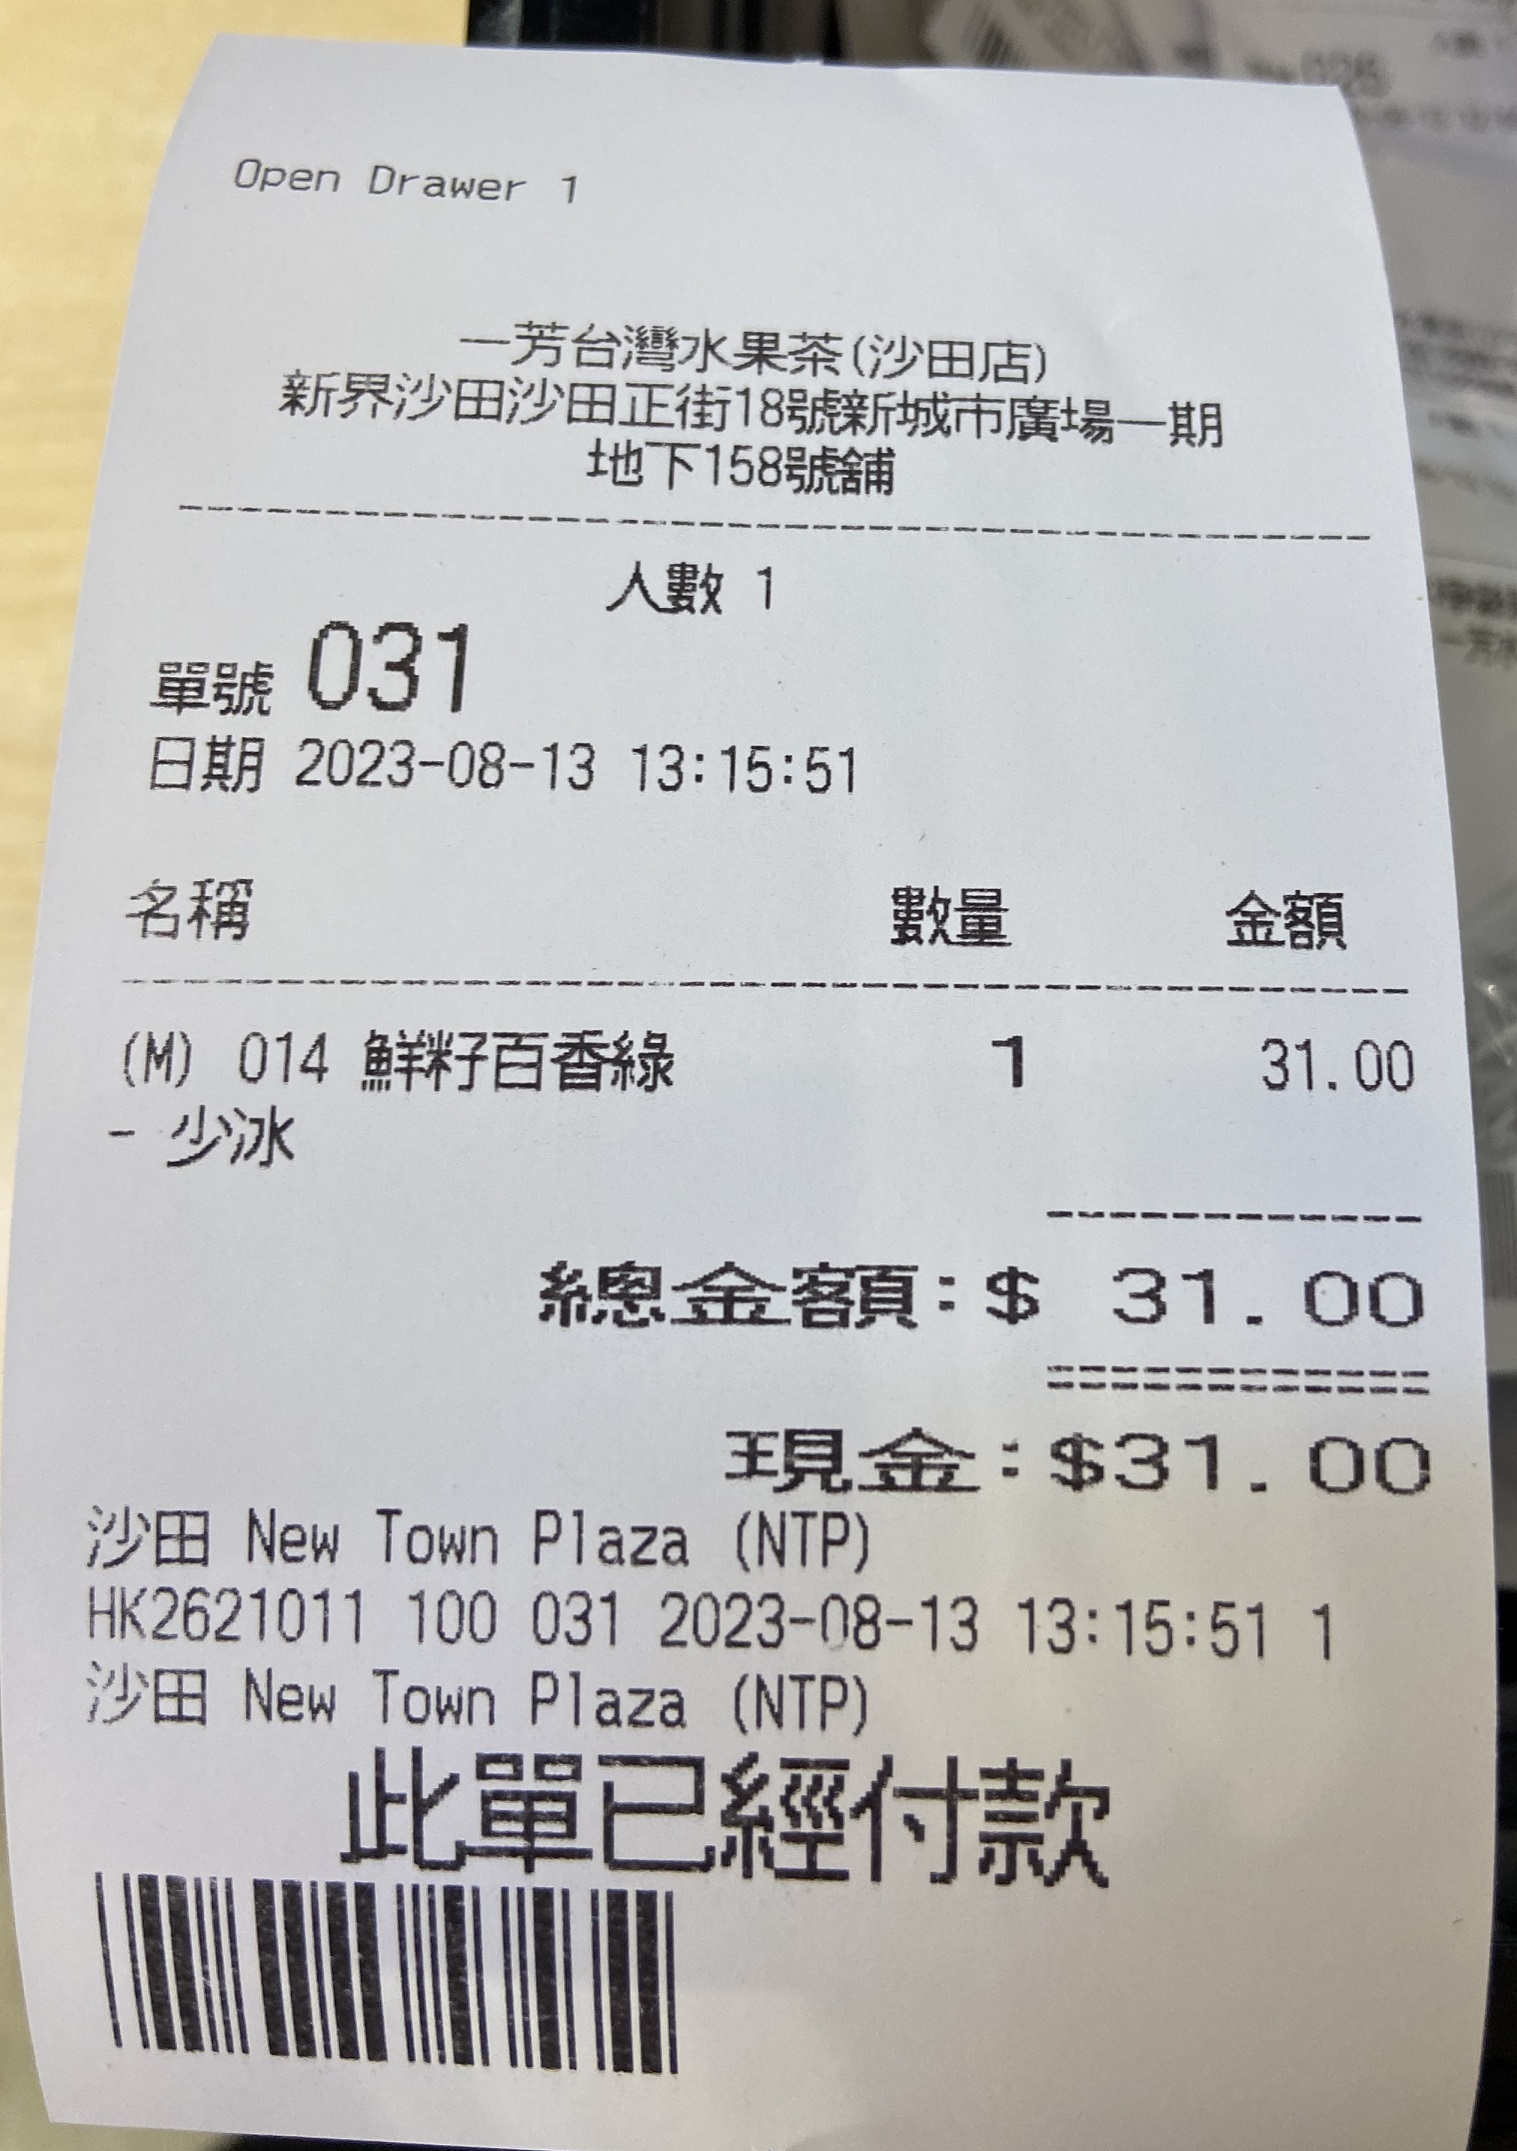 Open Drawer 1
一芳台灣水果茶(沙田店)
新界沙田沙田正街18號新城市廣場一期
地下158號舖
人數 1
單號 031
日期 2023-08-13 13:15:51
名稱 數量 金額
(M) 014 鮮籽百香綠 1 31.00
- 少冰
總金額:$ 31.00
現金:$31.00
沙田 New Town Plaza (NTP)
HK2621011 100 031 2023-08-13 13:15:51 1
沙田 New Town Plaza (NTP)
此單已經付款